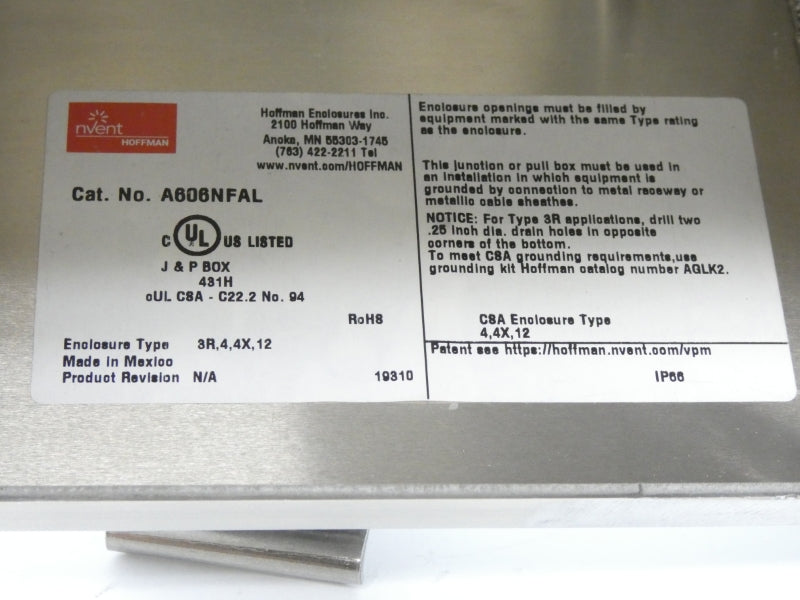 nvent
HOFFMAN
Hoffman Enclosures Inc.
2100 Hoffman Way
Anoka, MN 55303-1745
(763) 422-2211 Tel
www.nvent.com/HOFFMAN
Cat. No. A606NFAL
C UL US LISTED
J & P BOX
431H
cUL CSA - C22.2 No. 94
RoHS
Enclosure Type 3R,4,4X,12
Made in Mexico
Product Revision N/A
19310
Enclosure openings must be filled by
equipment marked with the same Type rating
as the enclosure.
This junction or pull box must be used in
an installation in which equipment is
grounded by connection to metal raceway or
metallic cable sheathes.
NOTICE: For Type 3R applications, drill two
.25 inch dia. drain holes in opposite
corners of the bottom.
To meet CSA grounding requirements,use
grounding kit Hoffman catalog number AGLK2.
CSA Enclosure Type
4,4X,12
Patent see https://hoffman.nvent.com/vpm
IP66